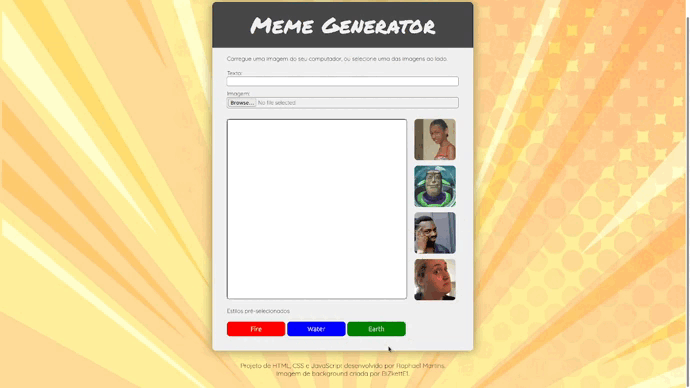 Meme Generator
Carregue uma imagem do seu computador, ou selecione uma das imagens ao lado.
Texto:
Imagem:
Browse... No file selected.
Estilos pré-selecionados
Fire Water Earth
Projeto de HTML, CSS e JavaScript desenvolvido por Raphael Martins.
Imagem de background criada por